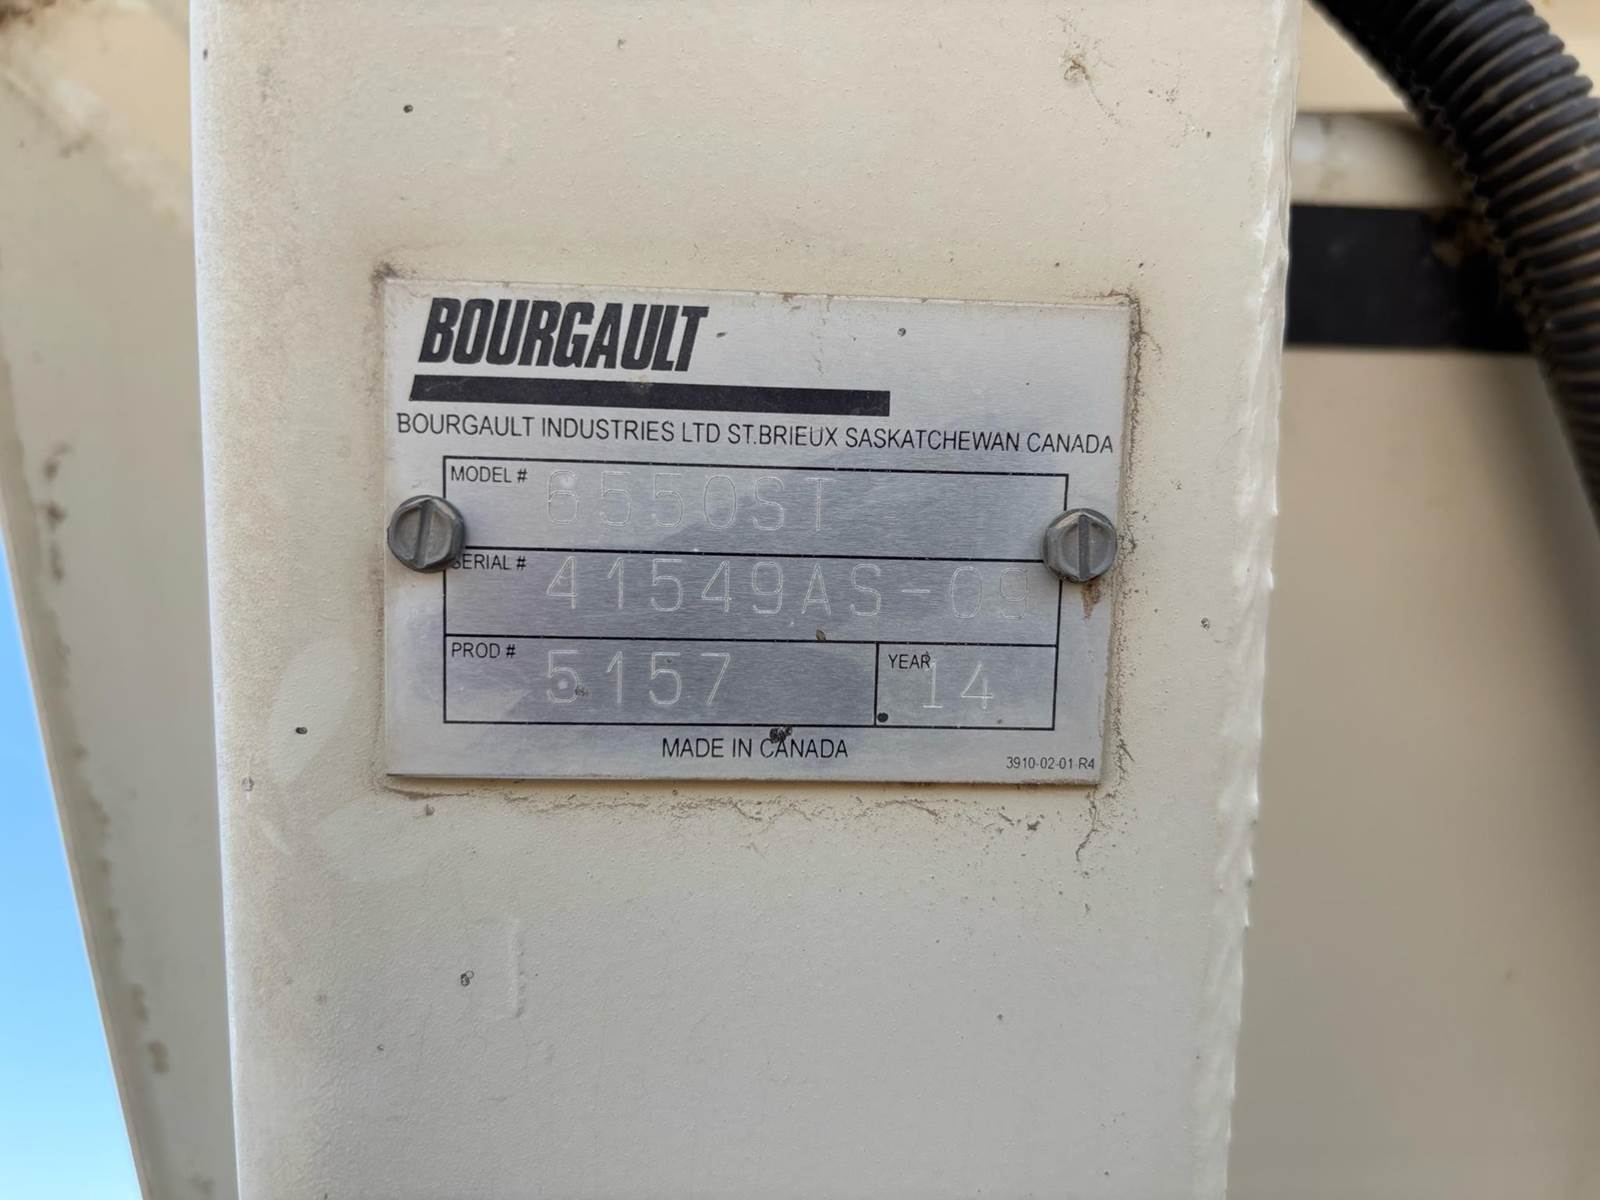 BOURGAULT
BOURGAULT INDUSTRIES LTD ST.BRIEUX SASKATCHEWAN CANADA
MODEL # 6550ST
SERIAL # 41549AS-09
PROD # 5157 YEAR 14
MADE IN CANADA
3910-02-01 R4